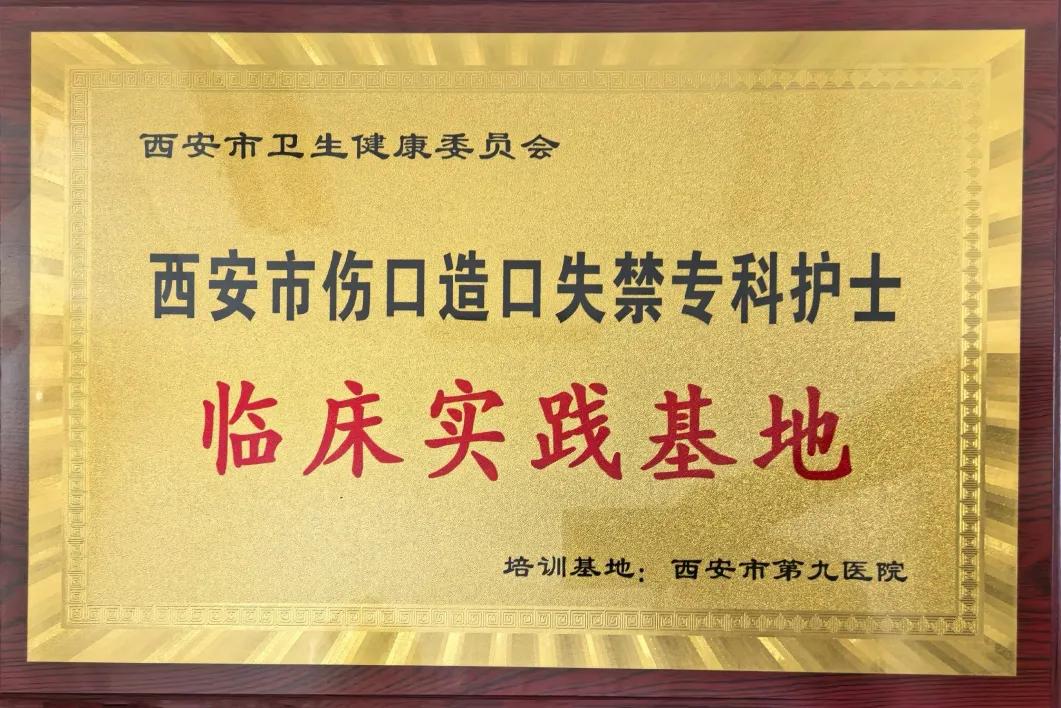 西安市卫生健康委员会
西安市伤口造口失禁专科护士
临床实践基地
培训基地：西安市第九医院